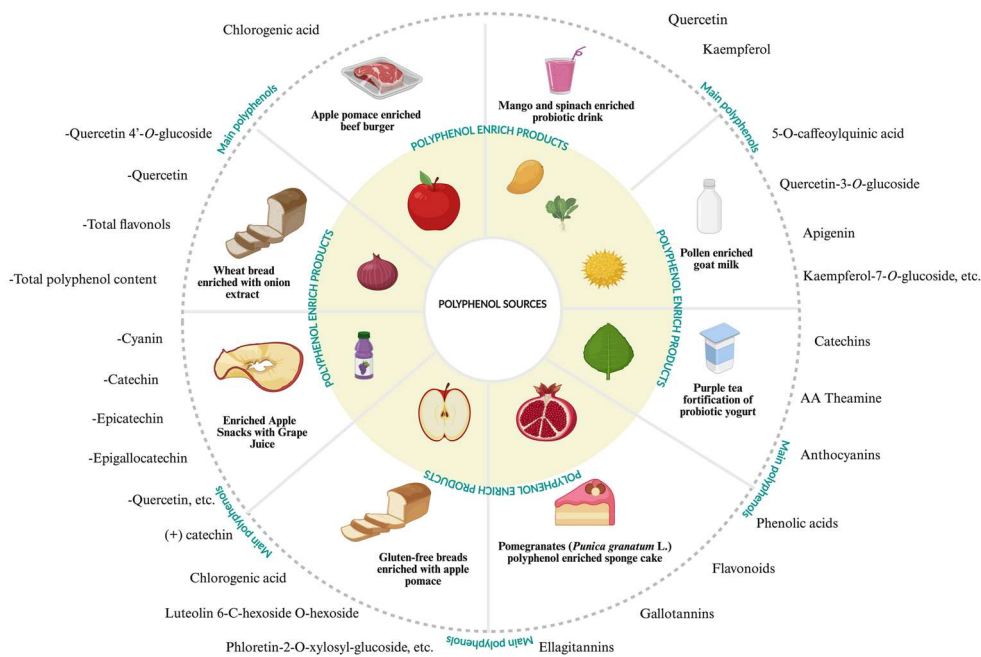 Chlorogenic acid
Quercetin
Kaempferol
Main polyphenols
Main polyphenols
Apple pomace enriched
beef burger
Mango and spinach enriched
probiotic drink
POLYPHENOL ENRICH PRODUCTS
-Quercetin 4'-O-glucoside
-Quercetin
-Total flavonols
-Total polyphenol content
5-O-caffeoylquinic acid
Quercetin-3-O-glucoside
Apigenin
Kaempferol-7-O-glucoside, etc.
Wheat bread
enriched with onion
extract
Pollen enriched
goat milk
POLYPHENOL ENRICH PRODUCTS
POLYPHENOL SOURCES
POLYPHENOL ENRICH PRODUCTS
-Cyanin
-Catechin
-Epicatechin
-Epigallocatechin
-Quercetin, etc.
Enriched Apple
Snacks with Grape
Juice
Purple tea
fortification of
probiotic yogurt
Catechins
AA Theamine
Anthocyanins
POLYPHENOL ENRICH PRODUCTS
POLYPHENOL ENRICH PRODUCTS
Main polyphenols
Main polyphenols
(+) catechin
Chlorogenic acid
Luteolin 6-C-hexoside O-hexoside
Phloretin-2-O-xylosyl-glucoside, etc.
Gluten-free breads
enriched with apple
pomace
Pomegranates (Punica granatum L.)
polyphenol enriched sponge cake
Phenolic acids
Flavonoids
Gallotannins
Ellagitannins
Main polyphenols